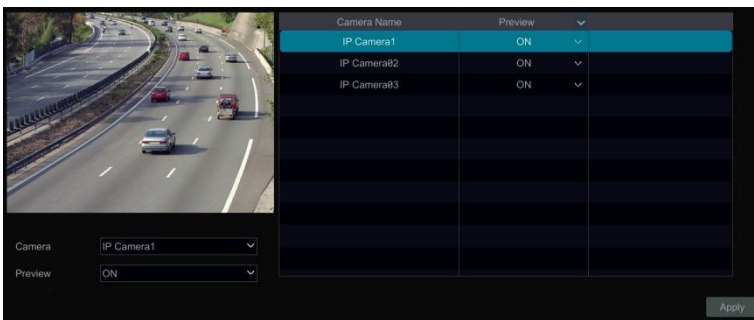 Camera Name Preview
IP Camera1 ON
IP Camera02 ON
IP Camera03 ON
Camera IP Camera1
Preview ON
Apply